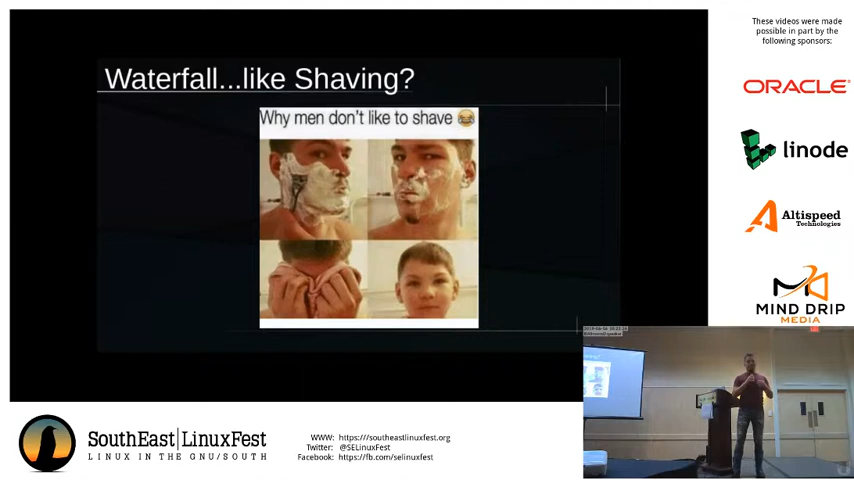 Waterfall...like Shaving?
Why men don't like to shave 😂
These videos were made
possible in part by the
following sponsors:
ORACLE
linode
Altispeed
Technologies
MIND DRIP
MEDIA
SouthEast|LinuxFest
LINUX IN THE GNU/SOUTH
WWW: https://southeastlinuxfest.org
Twitter: @SELinuxFest
Facebook: https://fb.com/selinuxfest